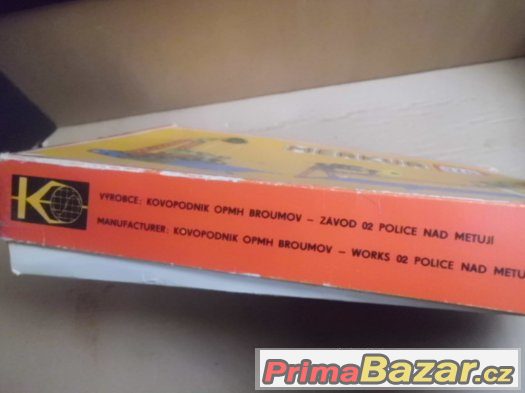 MERKUR
VÝROBCE: KOVOPODNIK OPMH BROUMOV – ZÁVOD 02 POLICE NAD METUJÍ
MANUFACTURER: KOVOPODNIK OPMH BROUMOV – WORKS 02 POLICE NAD METU
PrimaBazar.cz